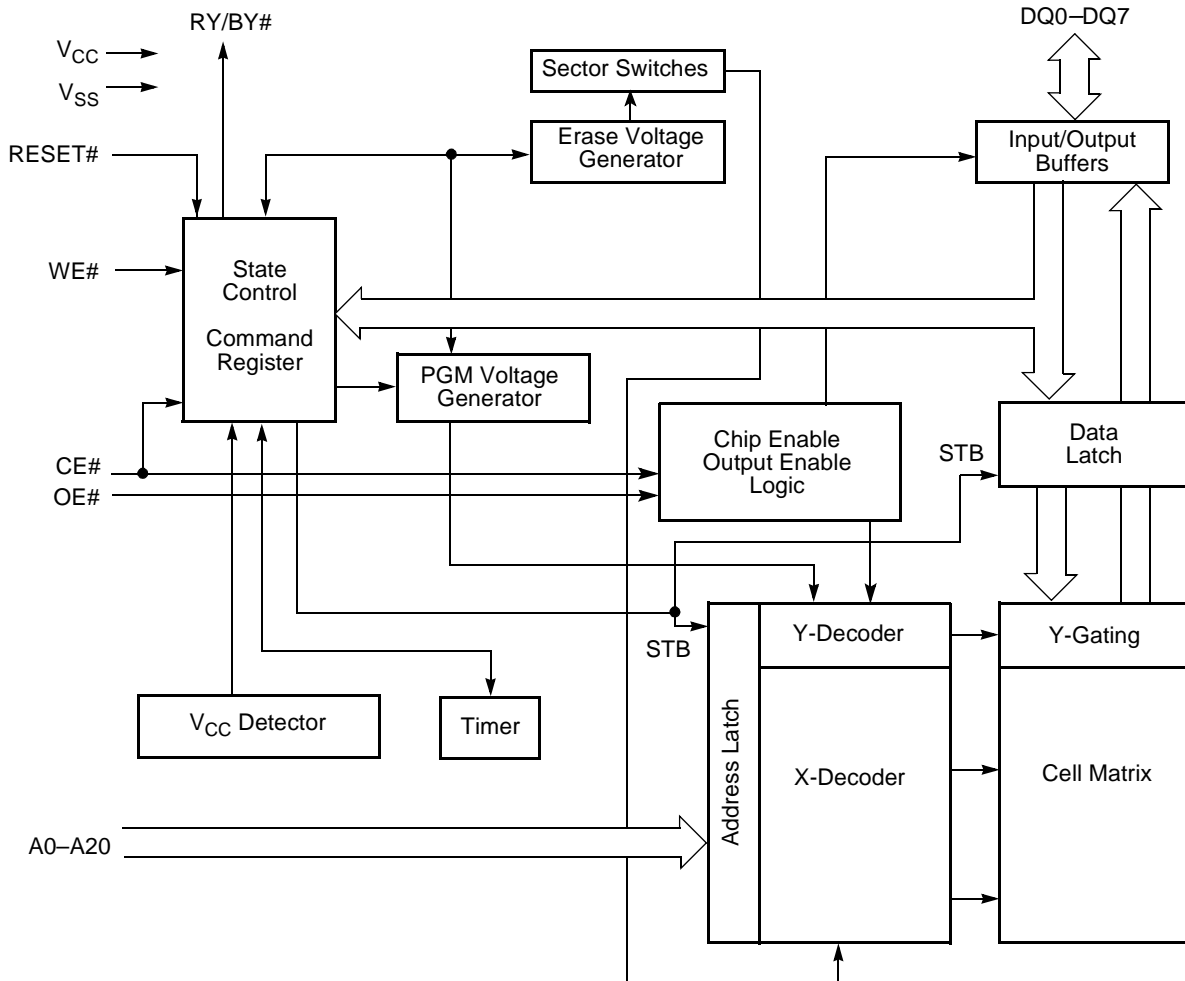 RY/BY#
DQ0–DQ7
VCC
VSS
Sector Switches
RESET#
Erase Voltage
Generator
Input/Output
Buffers
WE#
State
Control
Command
Register
PGM Voltage
Generator
Chip Enable
Output Enable
Logic
STB
Data
Latch
CE#
OE#
STB
Y-Decoder
Y-Gating
VCC Detector
Timer
Address Latch
X-Decoder
Cell Matrix
A0–A20